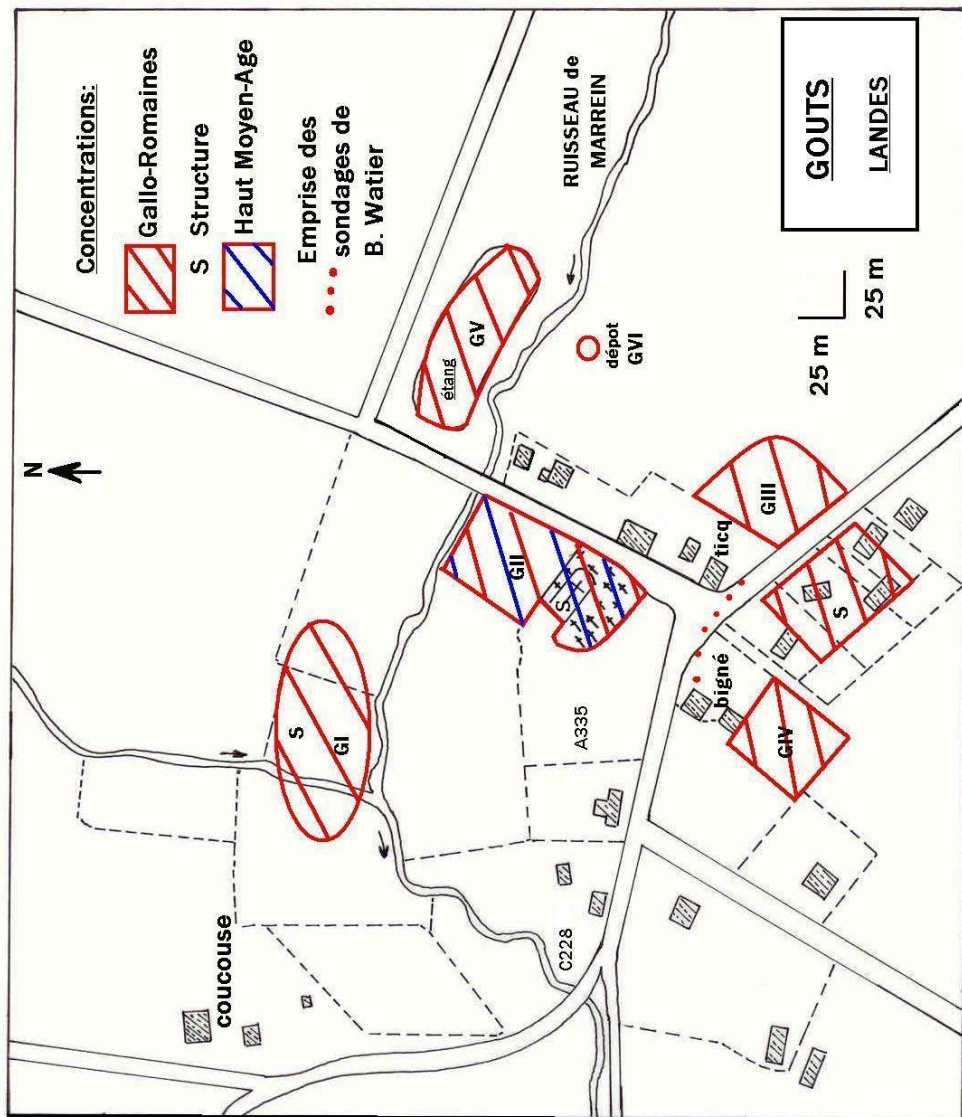 Concentrations:
Gallo-Romaines
S Structure
Haut Moyen-Age
Emprise des
sondages de
B. Watier
N
RUISSEAU de
MARREIN
étang
GV
dépot
GVI
S
GI
GII
S
GIII
ticq
S
bigné
GIV
A335
C228
coucouse
25 m
25 m
GOUTS
LANDES